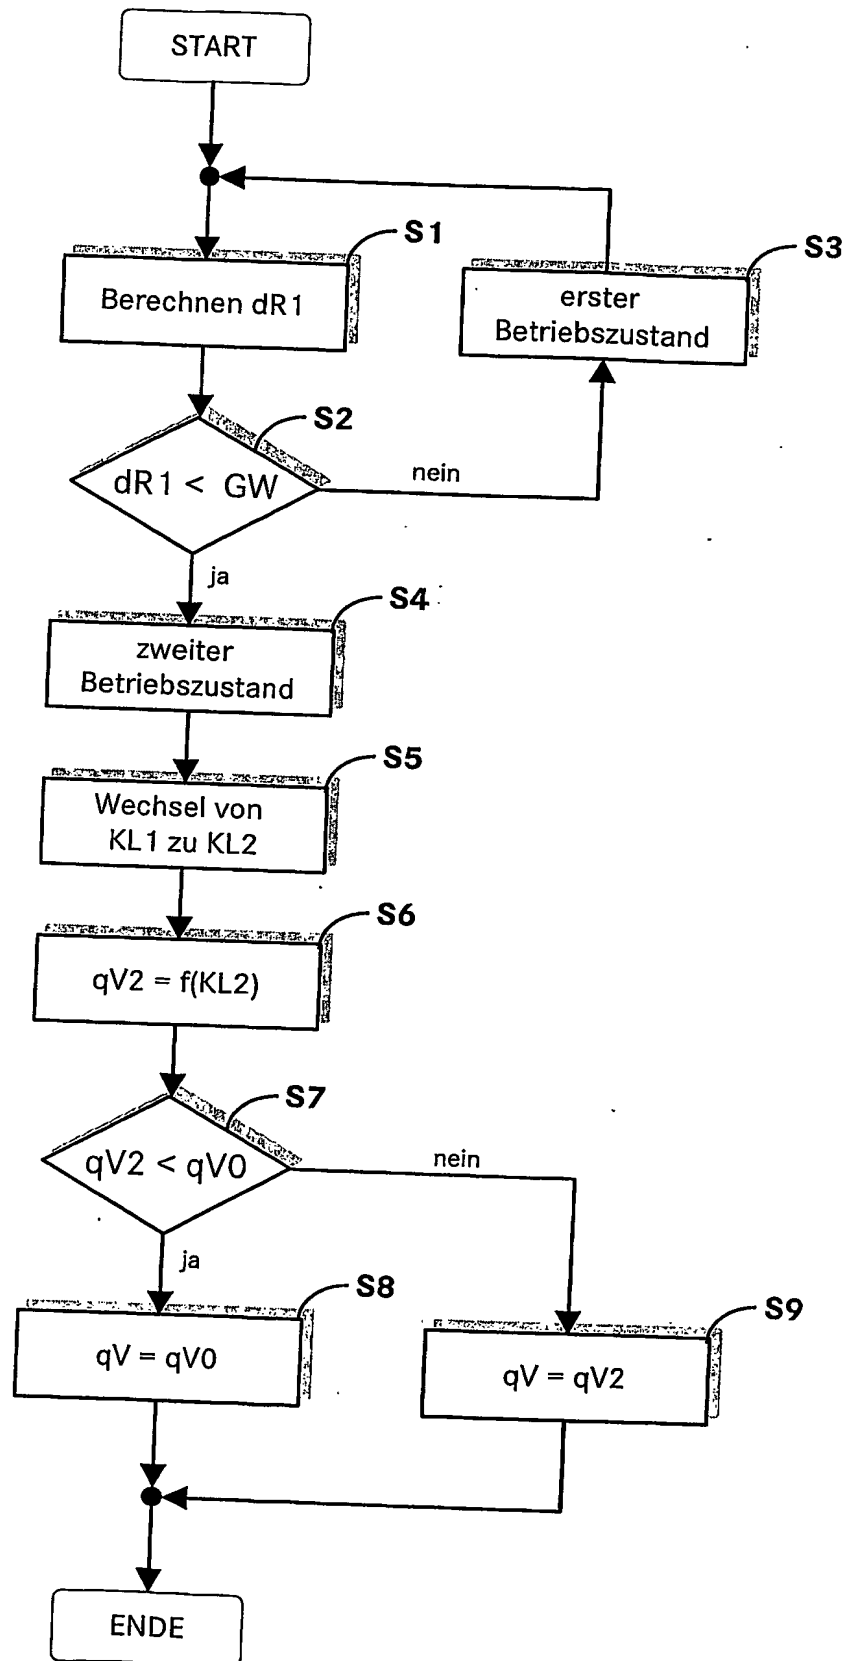 START
S1
Berechnen dR1
S3
erster
Betriebszustand
S2
dR1 < GW
nein
ja
S4
zweiter
Betriebszustand
S5
Wechsel von
KL1 zu KL2
S6
qV2 = f(KL2)
S7
qV2 < qV0
nein
ja
S8
qV = qV0
S9
qV = qV2
ENDE